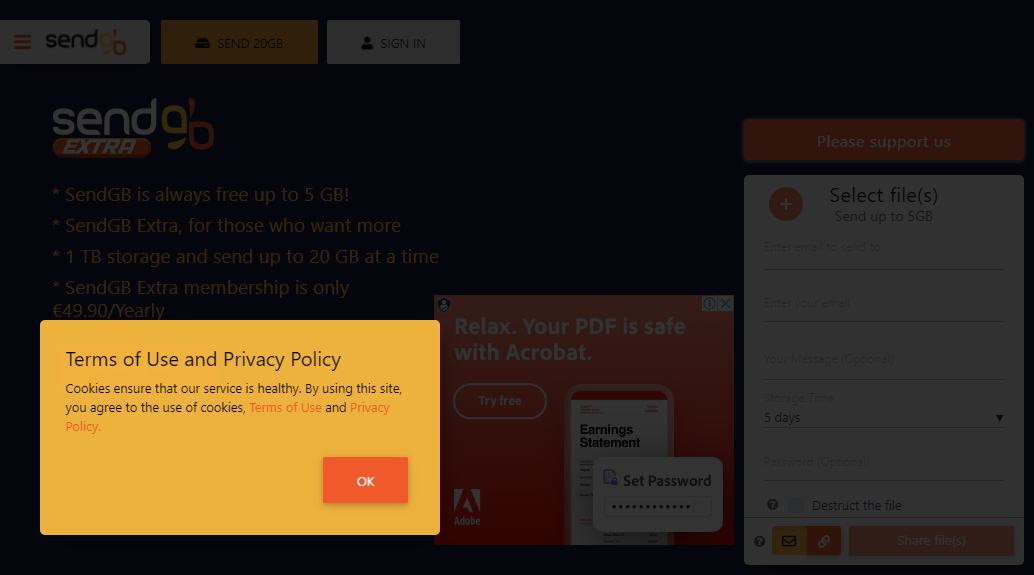 sendgb
SEND 20GB
SIGN IN
sendgb
EXTRA
* SendGB is always free up to 5 GB!
* SendGB Extra, for those who want more
* 1 TB storage and send up to 20 GB at a time
* SendGB Extra membership is only
€49.90/Yearly
Terms of Use and Privacy Policy
Cookies ensure that our service is healthy. By using this site,
you agree to the use of cookies, Terms of Use and Privacy
Policy.
OK
Relax. Your PDF is safe
with Acrobat.
Try free
Earnings
Statement
Set Password
Adobe
Please support us
Select file(s)
Send up to 5GB
Enter email to send to
Enter your email
Your Message (Optional)
Storage Time
5 days
Password (Optional)
Destruct the file
Share file(s)